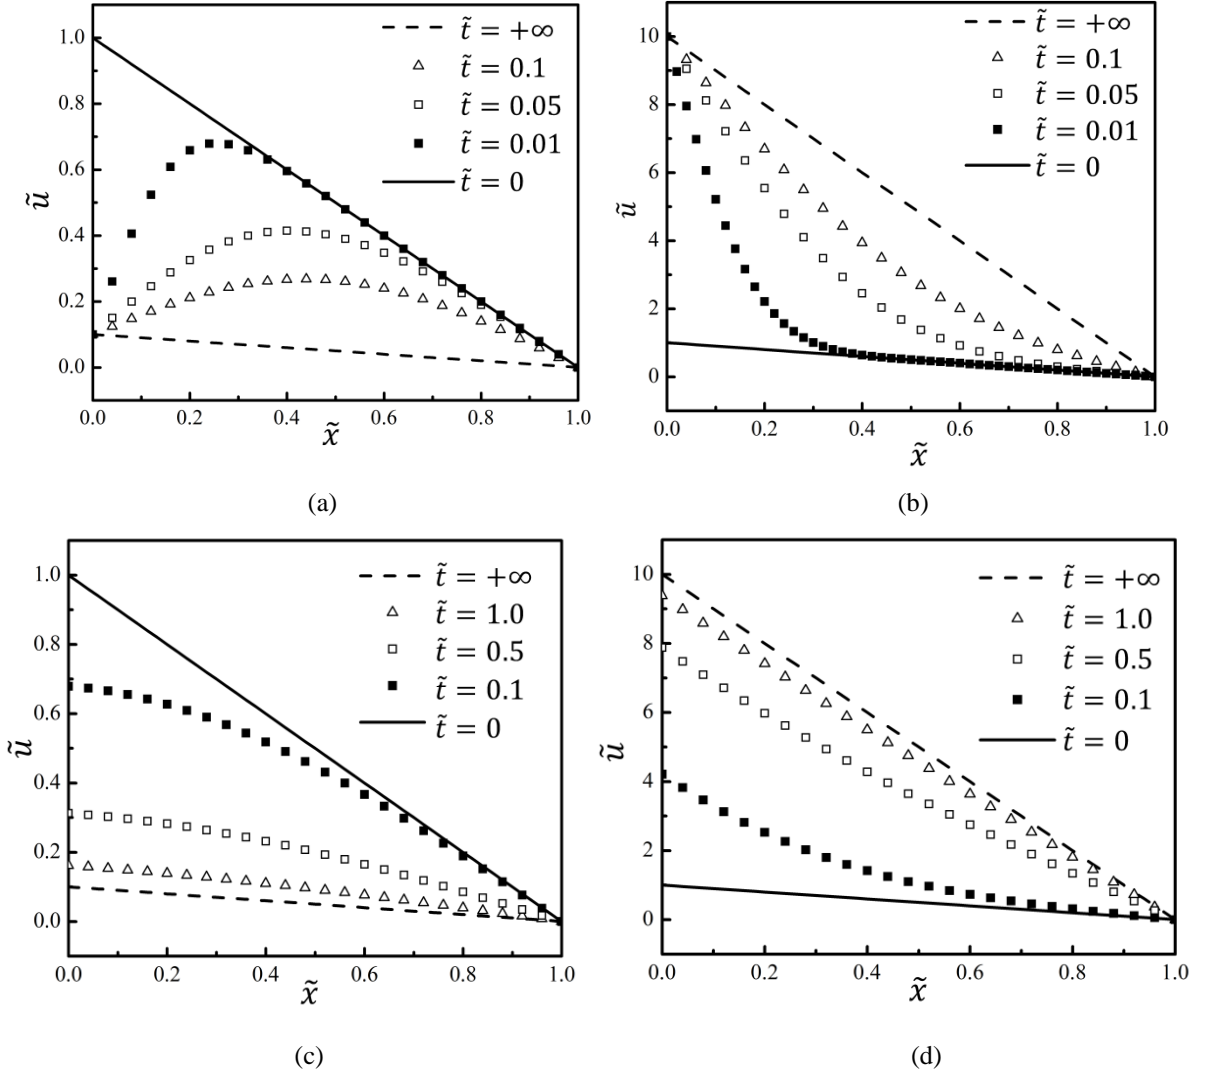 t̃ = +∞
t̃ = 0.1
t̃ = 0.05
t̃ = 0.01
t̃ = 0
1.0
0.8
0.6
0.4
0.2
0.0
ũ
0.0 0.2 0.4 0.6 0.8 1.0
x̃
(a)
t̃ = +∞
t̃ = 0.1
t̃ = 0.05
t̃ = 0.01
t̃ = 0
10
8
6
4
2
0
ũ
0.0 0.2 0.4 0.6 0.8 1.0
x̃
(b)
t̃ = +∞
t̃ = 1.0
t̃ = 0.5
t̃ = 0.1
t̃ = 0
1.0
0.8
0.6
0.4
0.2
0.0
ũ
0.0 0.2 0.4 0.6 0.8 1.0
x̃
(c)
t̃ = +∞
t̃ = 1.0
t̃ = 0.5
t̃ = 0.1
t̃ = 0
10
8
6
4
2
0
ũ
0.0 0.2 0.4 0.6 0.8 1.0
x̃
(d)